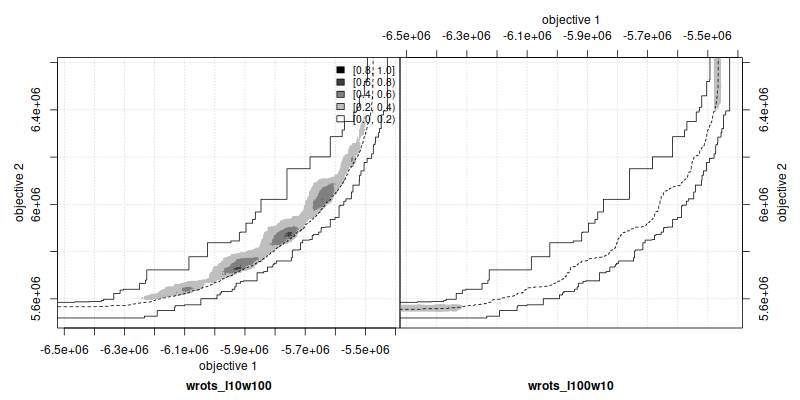 objective 1
-6.5e+06 -6.3e+06 -6.1e+06 -5.9e+06 -5.7e+06 -5.5e+06
[0.8, 1.0]
[0.6, 0.8)
[0.4, 0.6)
[0.2, 0.4)
[0.0, 0.2)
objective 2
5.6e+06 6e+06 6.4e+06
5.6e+06 6e+06 6.4e+06
objective 2
-6.5e+06 -6.3e+06 -6.1e+06 -5.9e+06 -5.7e+06 -5.5e+06
objective 1
wrots_l10w100
wrots_l100w10